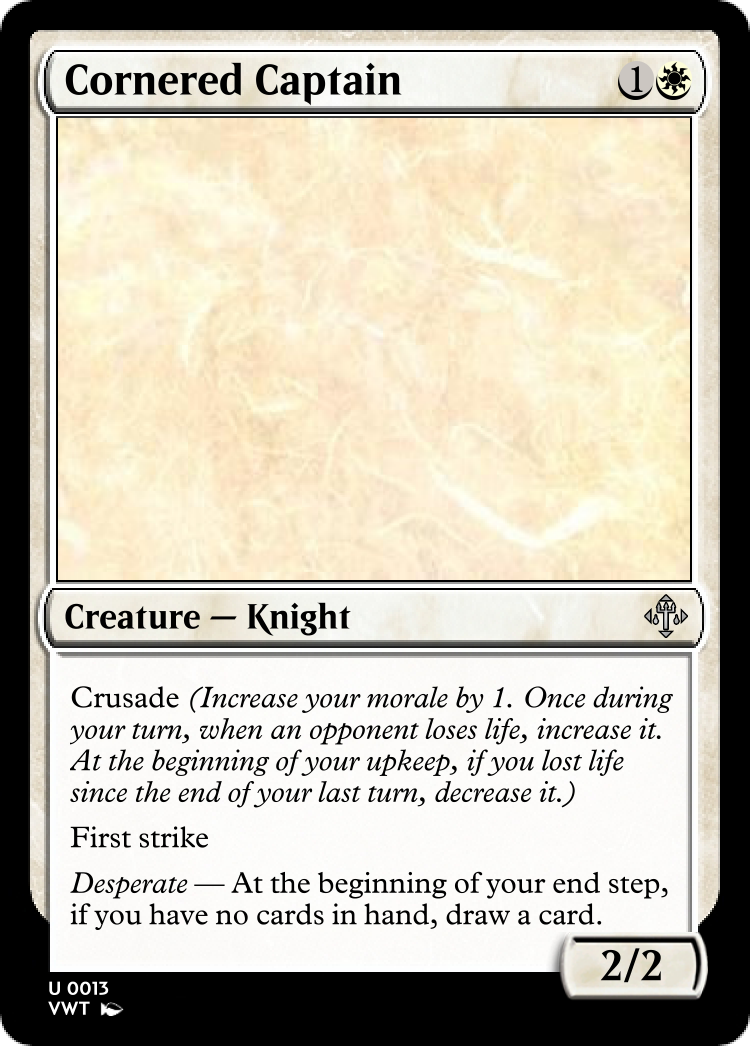 Cornered Captain 1
Creature — Knight
Crusade (Increase your morale by 1. Once during
your turn, when an opponent loses life, increase it.
At the beginning of your upkeep, if you lost life
since the end of your last turn, decrease it.)
First strike
Desperate — At the beginning of your end step,
if you have no cards in hand, draw a card.
2/2
U 0013
VWT